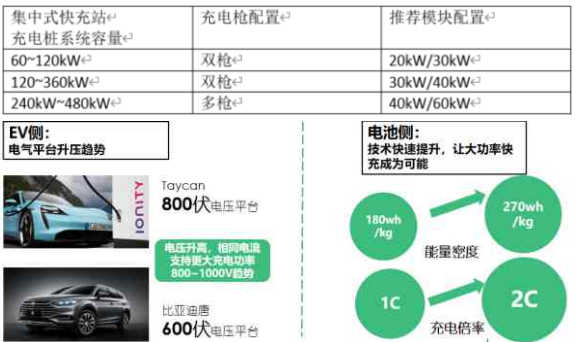 集中式快充站
充电桩系统容量
充电枪配置
推荐模块配置
60~120kW
双枪
20kW/30kW
120~360kW
双枪
30kW/40kW
240kW~480kW
多枪
40kW/60kW
EV侧：
电气平台升压趋势
IONITY
Taycan
800伏电压平台
电压升高，相同电流
支持更大充电功率
800~1000V趋势
比亚迪唐
600伏电压平台
电池侧：
技术快速提升，让大功率快
充成为可能
180wh
/kg
270wh
/kg
能量密度
1C
2C
充电倍率